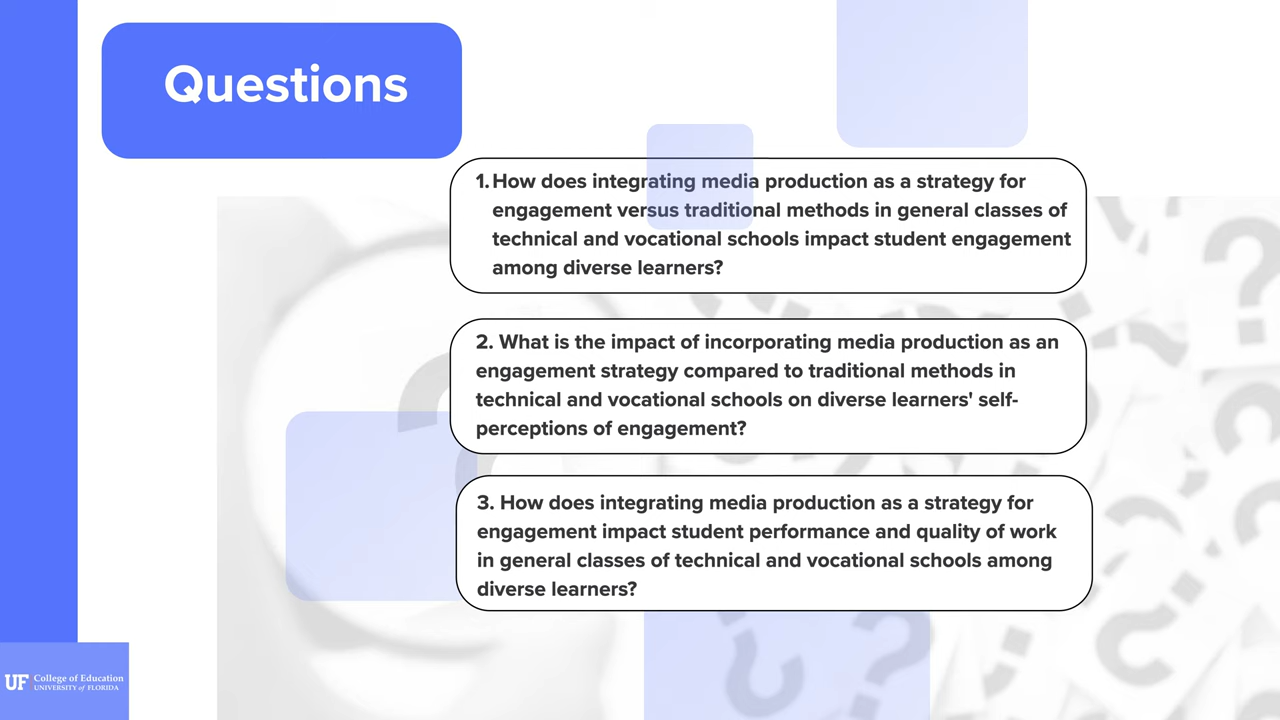 Questions
1. How does integrating media production as a strategy for
engagement versus traditional methods in general classes of
technical and vocational schools impact student engagement
among diverse learners?
2. What is the impact of incorporating media production as an
engagement strategy compared to traditional methods in
technical and vocational schools on diverse learners' self-
perceptions of engagement?
3. How does integrating media production as a strategy for
engagement impact student performance and quality of work
in general classes of technical and vocational schools among
diverse learners?
UF College of Education
UNIVERSITY of FLORIDA